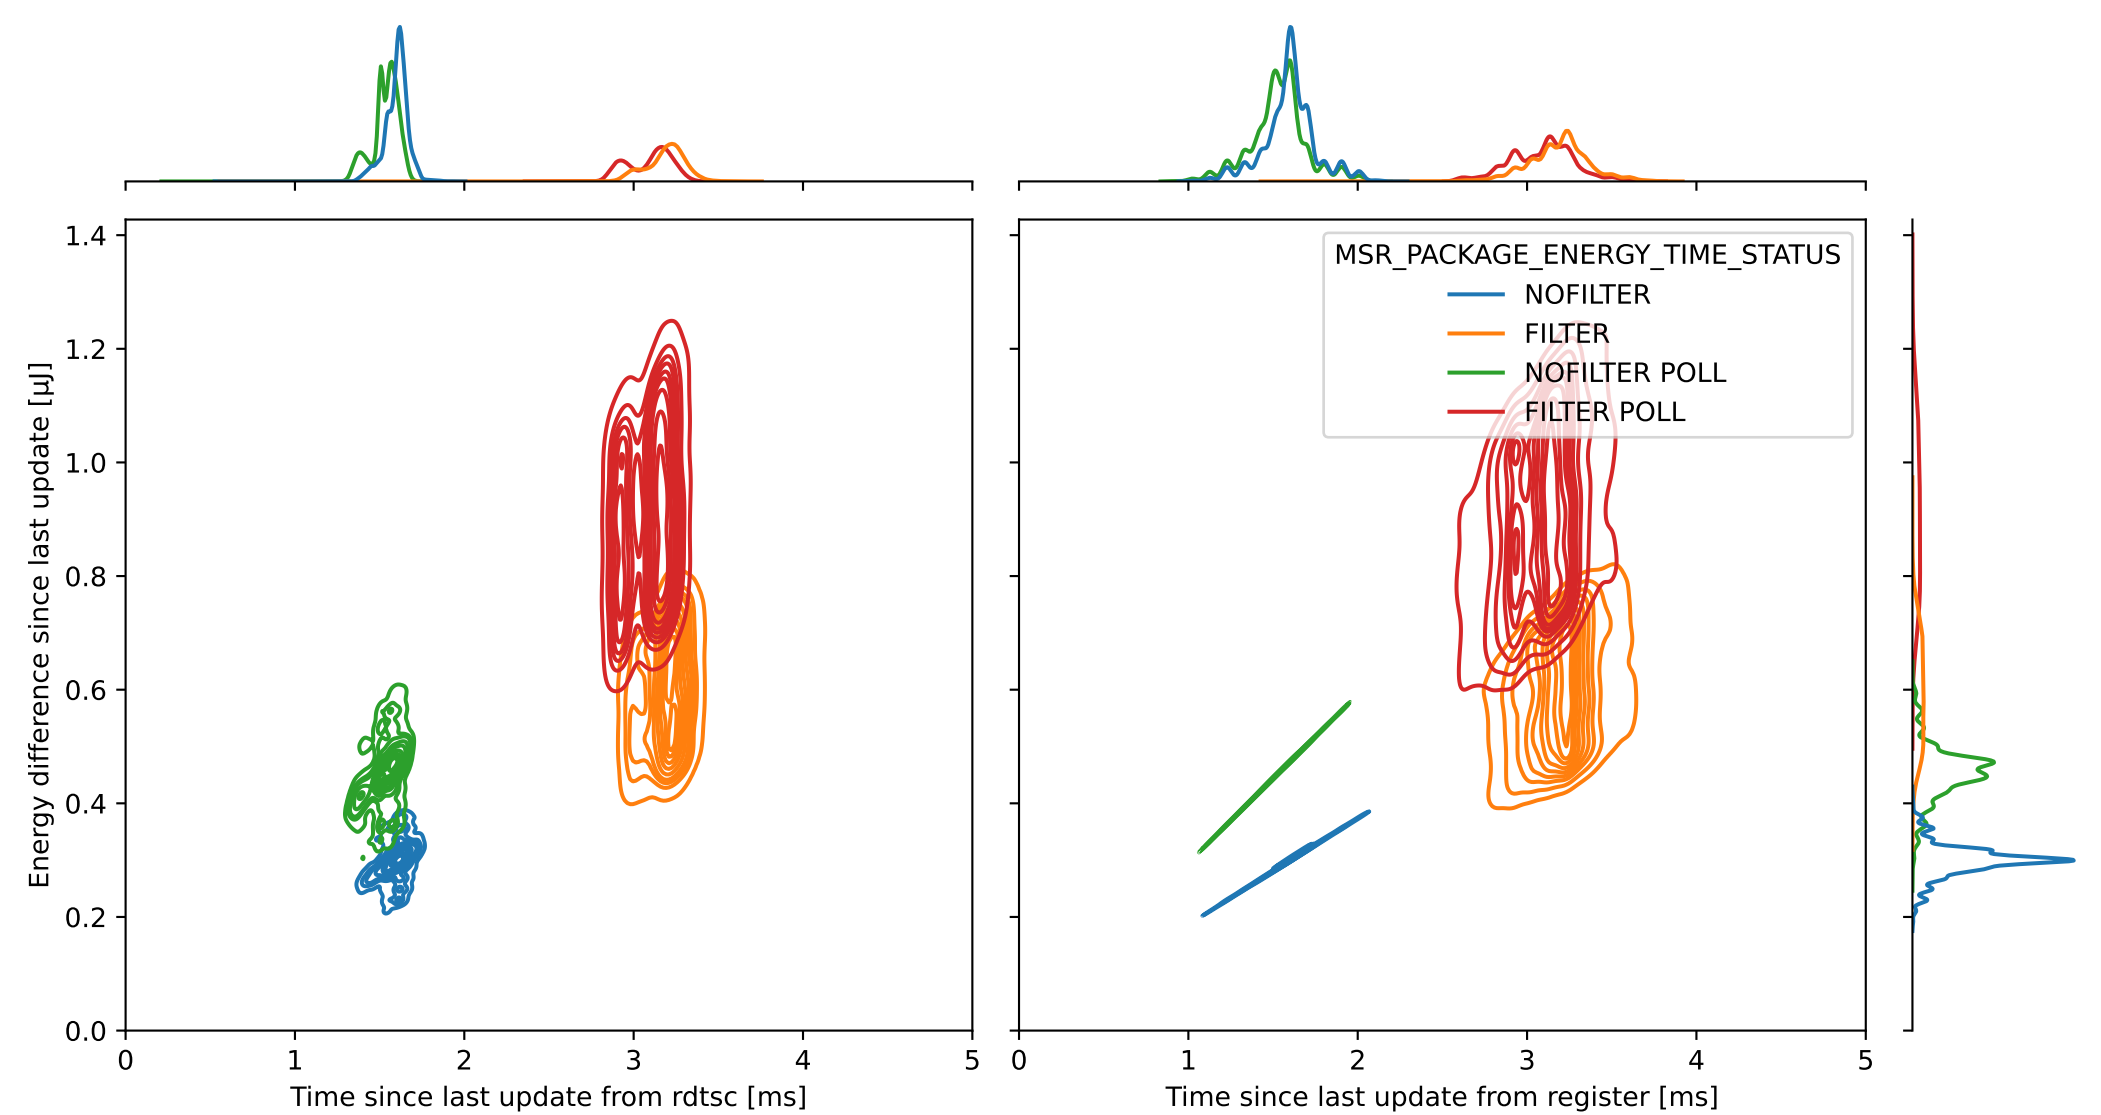 1.4
1.2
1.0
0.8
0.6
0.4
0.2
0.0
Energy difference since last update [µJ]
0 1 2 3 4 5
Time since last update from rdtsc [ms]
MSR_PACKAGE_ENERGY_TIME_STATUS
NOFILTER
FILTER
NOFILTER POLL
FILTER POLL
0 1 2 3 4 5
Time since last update from register [ms]